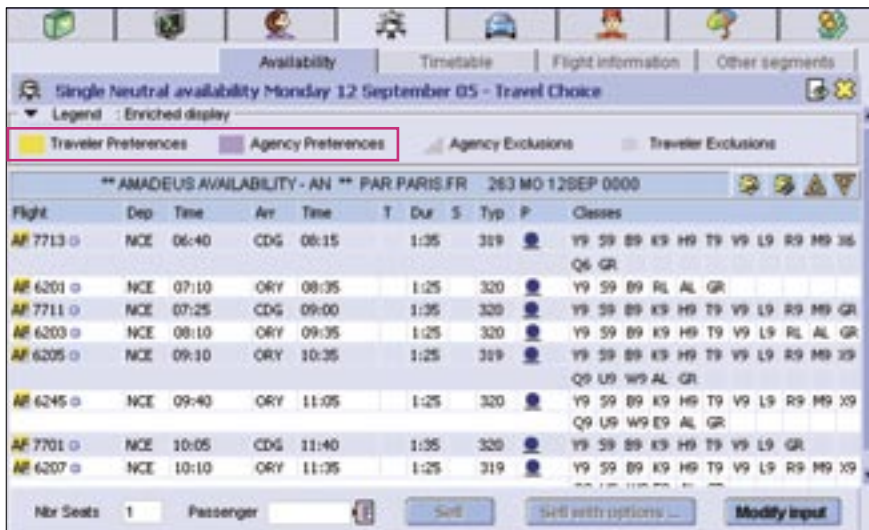 Availability Timetable Flight information Other segments
Single Neutral availability Monday 12 September 05 - Travel Choice
Legend : Enriched display
Traveler Preferences Agency Preferences Agency Exclusions Traveler Exclusions
** AMADEUS AVAILABILITY - AN ** PAR PARIS.FR 263 MO 12SEP 0000
Flight Dep Time Arr Time T Dur S Typ P Classes
AF 7713 NCE 06:40 CDG 08:15 1:35 319 Y9 S9 B9 K9 H9 T9 V9 L9 R9 M9 X6
Q6 GR
AF 6201 NCE 07:10 ORY 08:35 1:25 320 Y9 S9 B9 RL AL GR
AF 7711 NCE 07:25 CDG 09:00 1:35 320 Y9 S9 B9 K9 H9 T9 V9 L9 R9 M9 GR
AF 6203 NCE 08:10 ORY 09:35 1:25 320 Y9 S9 B9 K9 H9 T9 V9 L9 RL AL GR
AF 6205 NCE 09:10 ORY 10:35 1:25 319 Y9 S9 B9 K9 H9 T9 V9 L9 R9 M9 X9
Q9 U9 W9 AL GR
AF 6245 NCE 09:40 ORY 11:05 1:25 320 Y9 S9 B9 K9 H9 T9 V9 L9 R9 M9 X9
Q9 U9 W9 E9 AL GR
AF 7701 NCE 10:05 CDG 11:40 1:35 320 Y9 S9 B9 K9 H9 T9 V9 L9 GR
AF 6207 NCE 10:10 ORY 11:35 1:25 319 Y9 S9 B9 K9 H9 T9 V9 L9 R9 M9 X9
Nbr Seats 1 Passenger Sell Sell with options ... Modify input